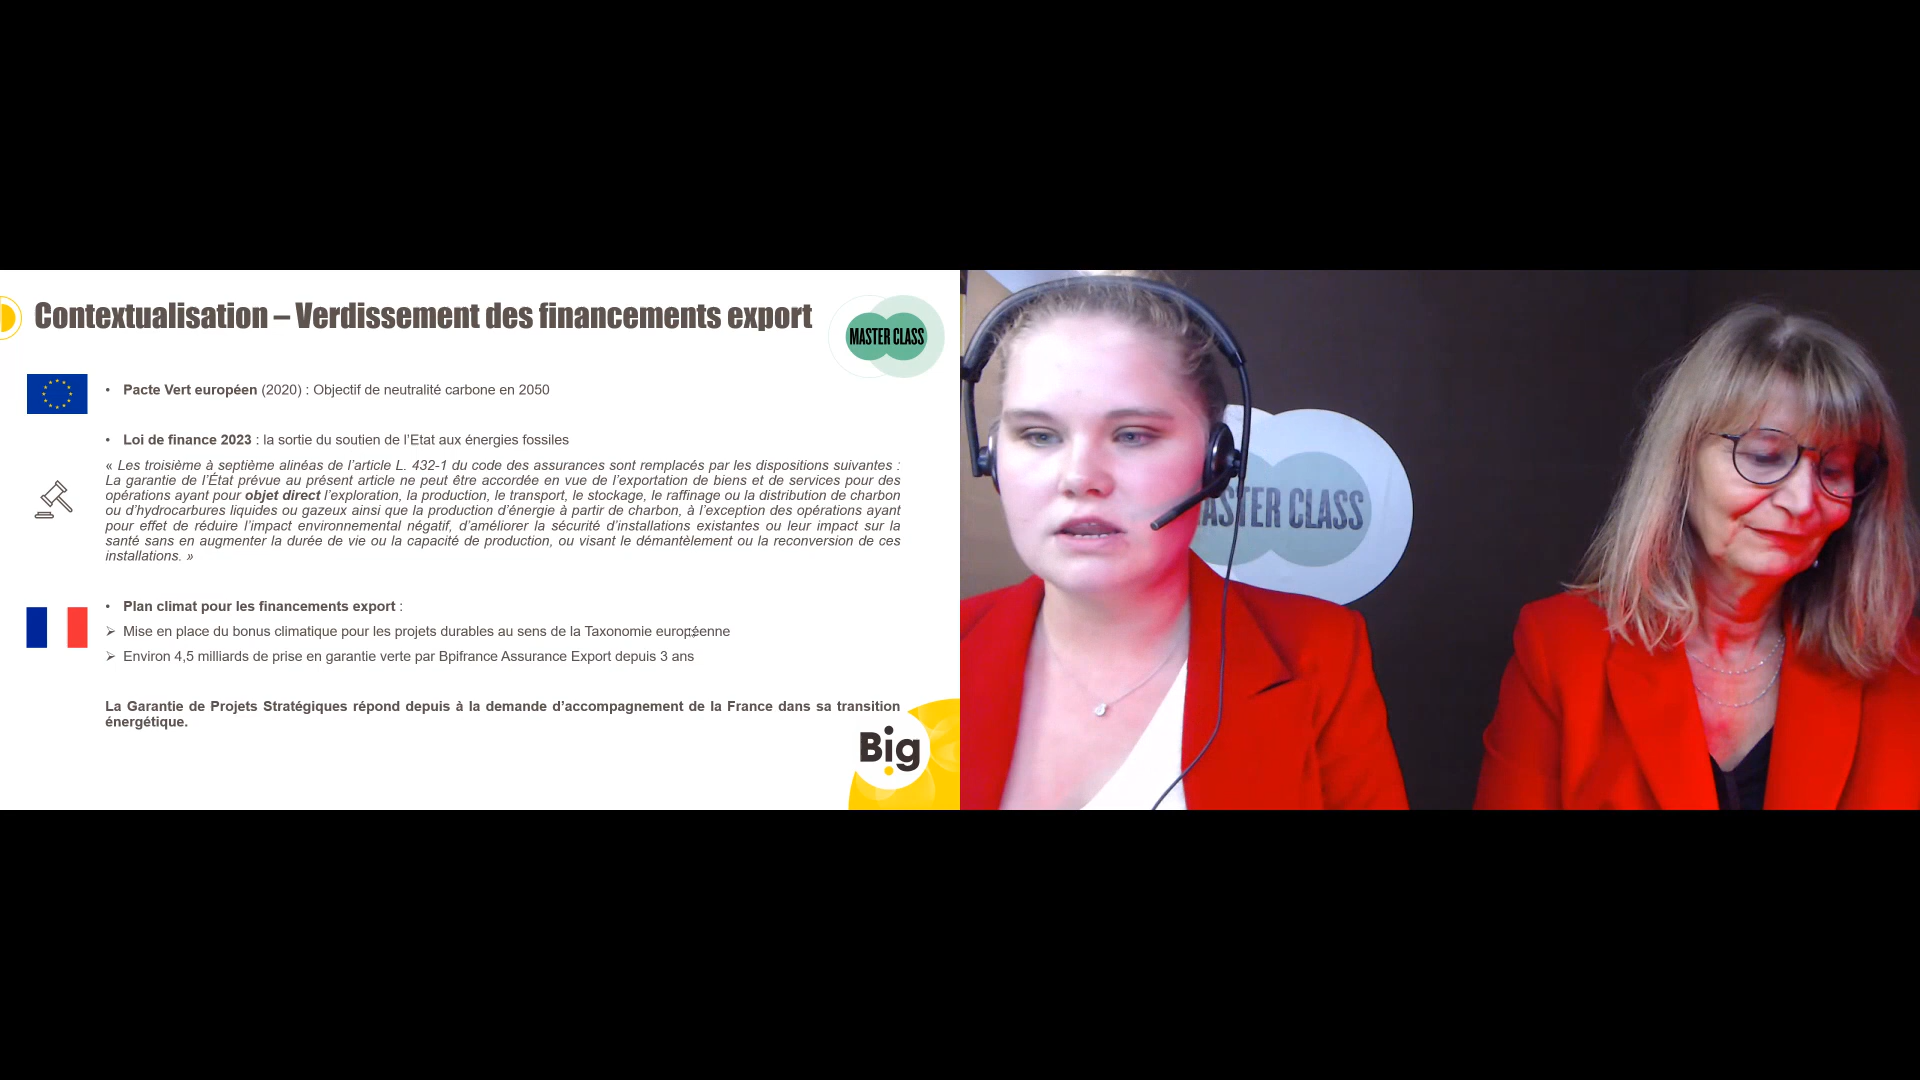 Contextualisation – Verdissement des financements export
MASTER CLASS
• Pacte Vert européen (2020) : Objectif de neutralité carbone en 2050
• Loi de finance 2023 : la sortie du soutien de l'Etat aux énergies fossiles
« Les troisième à septième alinéas de l'article L. 432-1 du code des assurances sont remplacés par les dispositions suivantes :
La garantie de l'État prévue au présent article ne peut être accordée en vue de l'exportation de biens et de services pour des
opérations ayant pour objet direct l'exploration, la production, le transport, le stockage, le raffinage ou la distribution de charbon
ou d'hydrocarbures liquides ou gazeux ainsi que la production d'énergie à partir de charbon, à l'exception des opérations ayant
pour effet de réduire l'impact environnemental négatif, d'améliorer la sécurité d'installations existantes ou leur impact sur la
santé sans en augmenter la durée de vie ou la capacité de production, ou visant le démantèlement ou la reconversion de ces
installations. »
• Plan climat pour les financements export :
➢ Mise en place du bonus climatique pour les projets durables au sens de la Taxonomie européenne
➢ Environ 4,5 milliards de prise en garantie verte par Bpifrance Assurance Export depuis 3 ans
La Garantie de Projets Stratégiques répond depuis à la demande d'accompagnement de la France dans sa transition
énergétique.
Big
MASTER CLASS